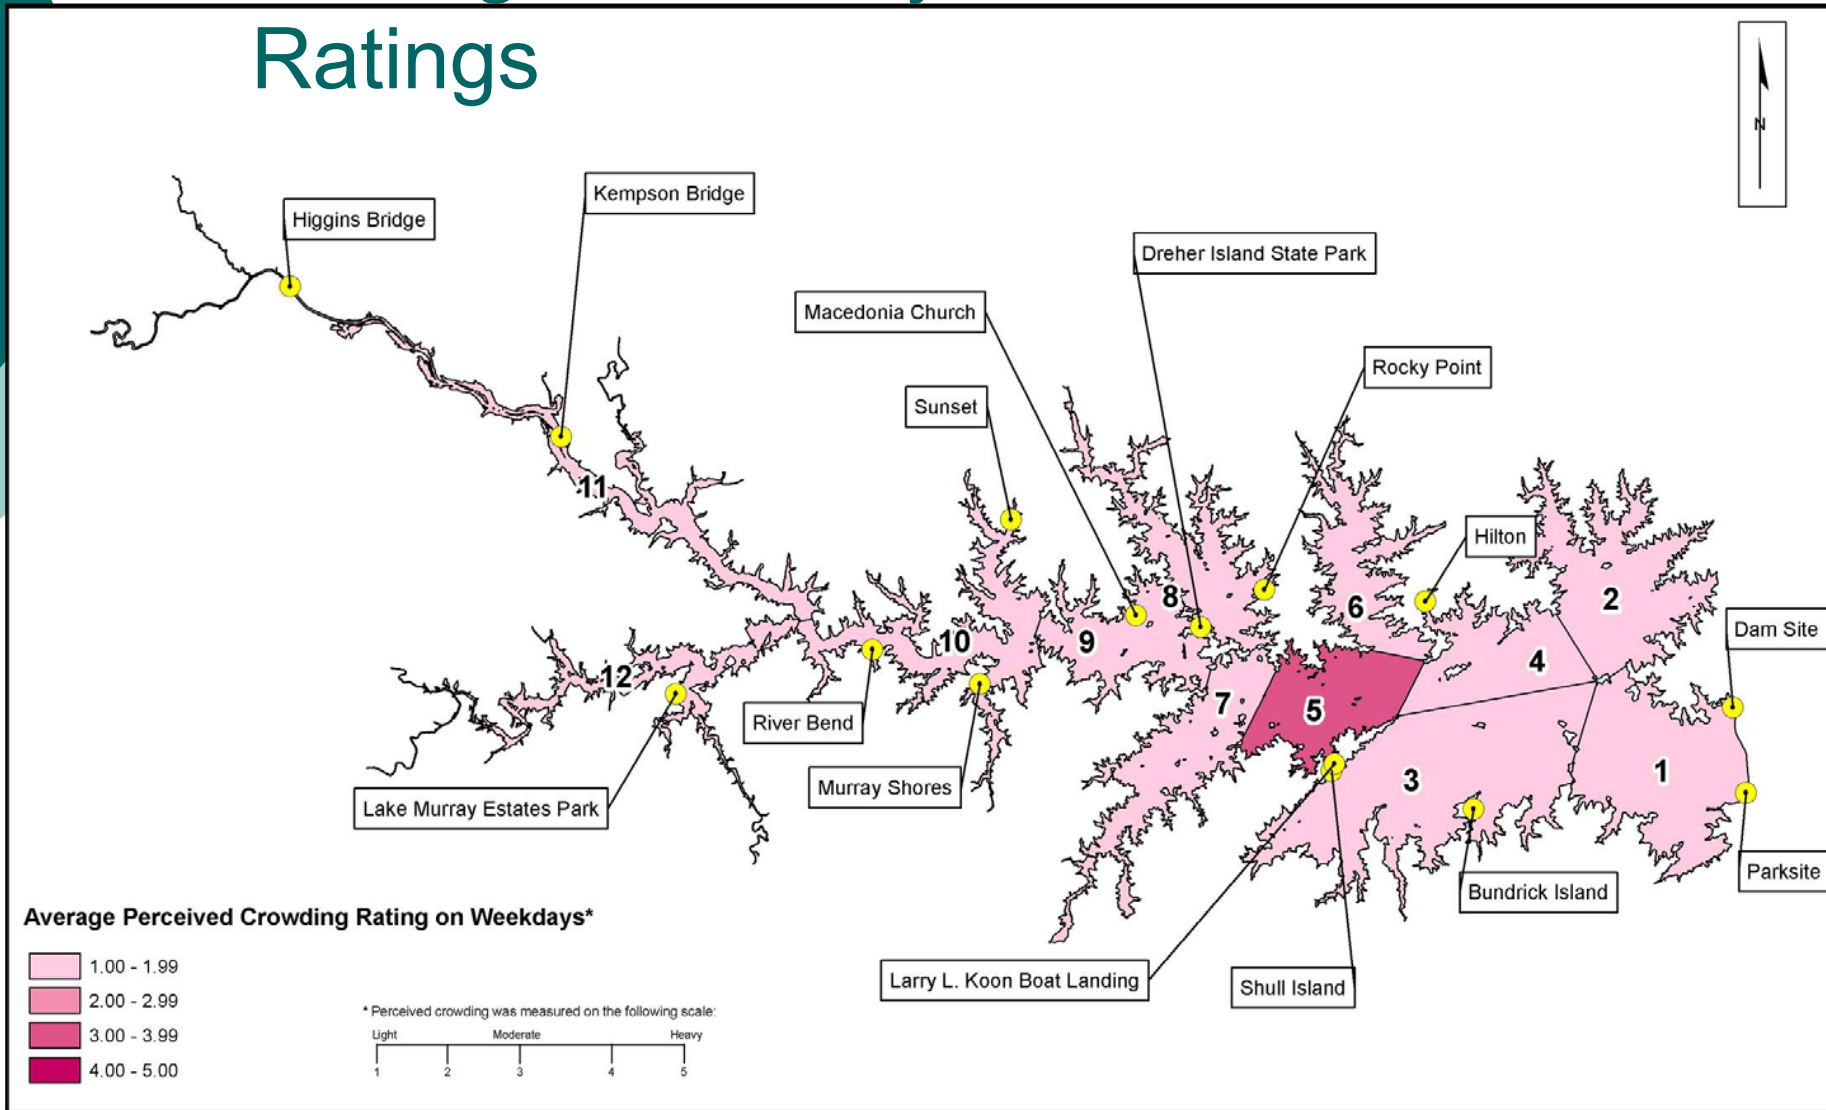 Ratings
N
Higgins Bridge
Kempson Bridge
Dreher Island State Park
Macedonia Church
Rocky Point
Sunset
Hilton
11
8
6
2
Dam Site
10
9
4
12
7
5
River Bend
3
1
Murray Shores
Lake Murray Estates Park
Parksite
Bundrick Island
Larry L. Koon Boat Landing
Shull Island
Average Perceived Crowding Rating on Weekdays*
1.00 - 1.99
2.00 - 2.99
3.00 - 3.99
4.00 - 5.00
* Perceived crowding was measured on the following scale:
Light Moderate Heavy
1 2 3 4 5